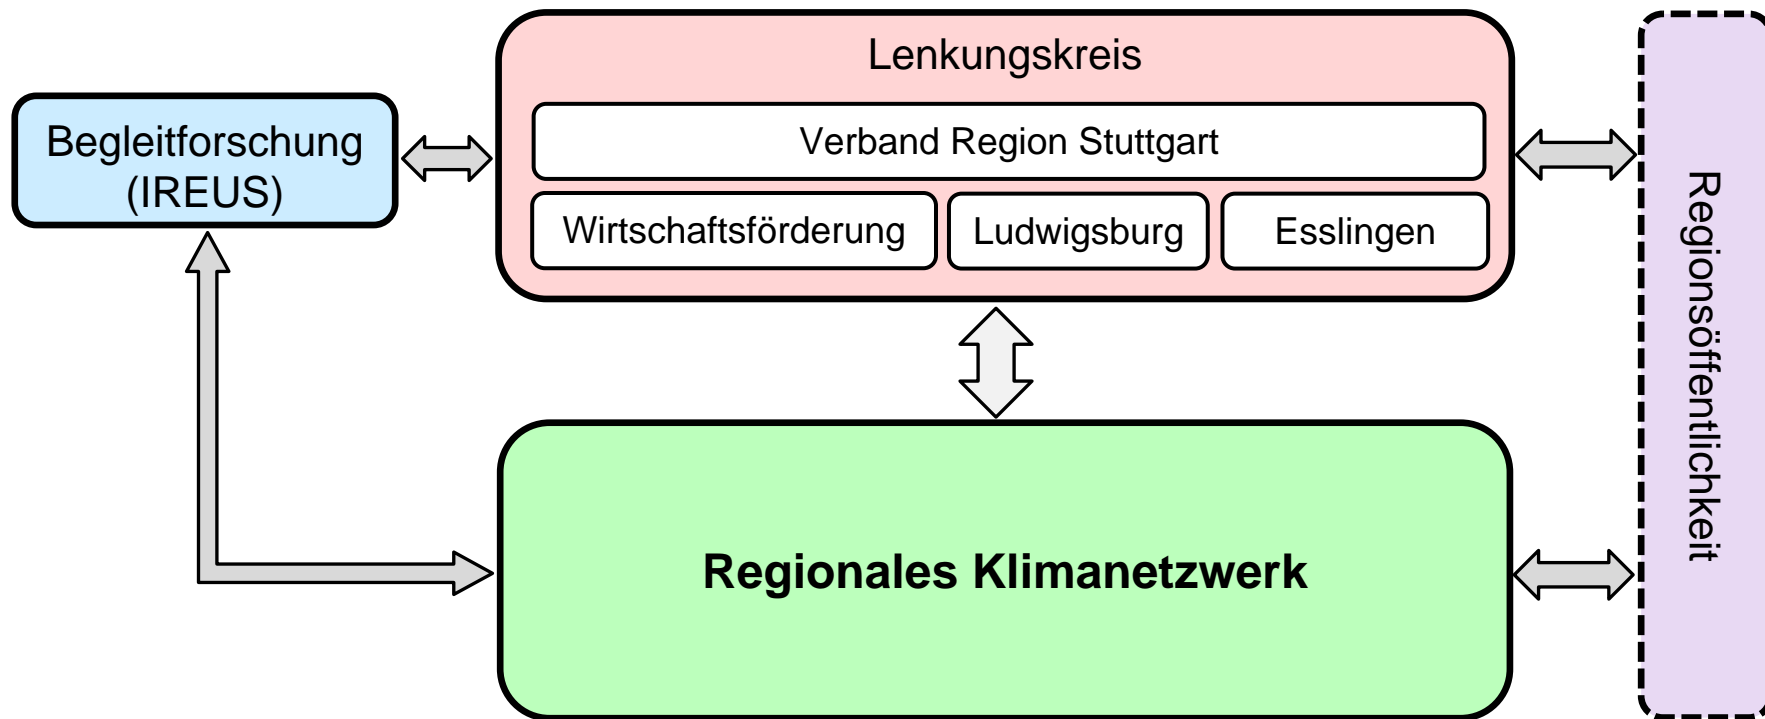 Lenkungskreis
Begleitforschung
(IREUS)
Verband Region Stuttgart
Wirtschaftsförderung
Ludwigsburg
Esslingen
Regionsöffentlichkeit
Regionales Klimanetzwerk